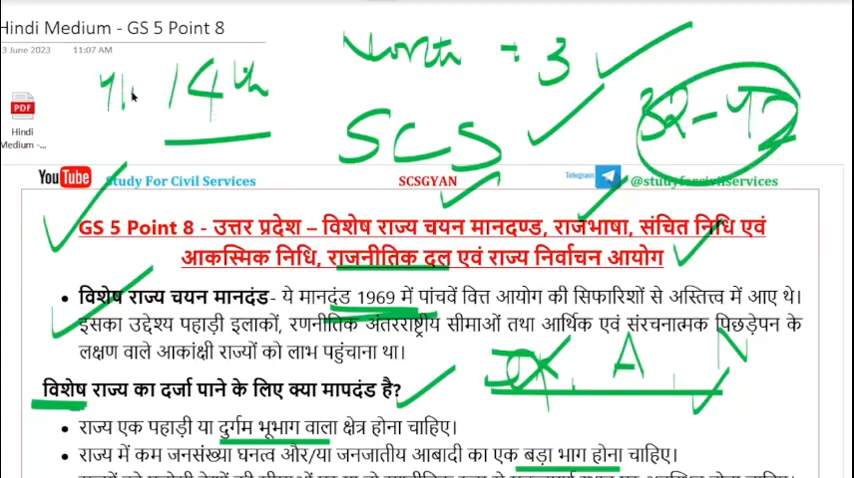 Hindi Medium - GS 5 Point 8
3 June 2023 11:07 AM
North - 3
14th
SCS
32-42
PDF
Hindi
Medium -...
YouTube Study For Civil Services SCSGYAN Telegram @studyforcivilservices
GS 5 Point 8 - उत्तर प्रदेश – विशेष राज्य चयन मानदण्ड, राजभाषा, संचित निधि एवं
आकस्मिक निधि, राजनीतिक दल एवं राज्य निर्वाचन आयोग
• विशेष राज्य चयन मानदंड- ये मानदंड 1969 में पांचवें वित्त आयोग की सिफारिशों से अस्तित्त्व में आए थे।
इसका उद्देश्य पहाड़ी इलाकों, रणनीतिक अंतरराष्ट्रीय सीमाओं तथा आर्थिक एवं संरचनात्मक पिछड़ेपन के
लक्षण वाले आकांक्षी राज्यों को लाभ पहुंचाना था।
A, N
विशेष राज्य का दर्जा पाने के लिए क्या मापदंड है?
• राज्य एक पहाड़ी या दुर्गम भूभाग वाला क्षेत्र होना चाहिए।
• राज्य में कम जनसंख्या घनत्व और/या जनजातीय आबादी का एक बड़ा भाग होना चाहिए।